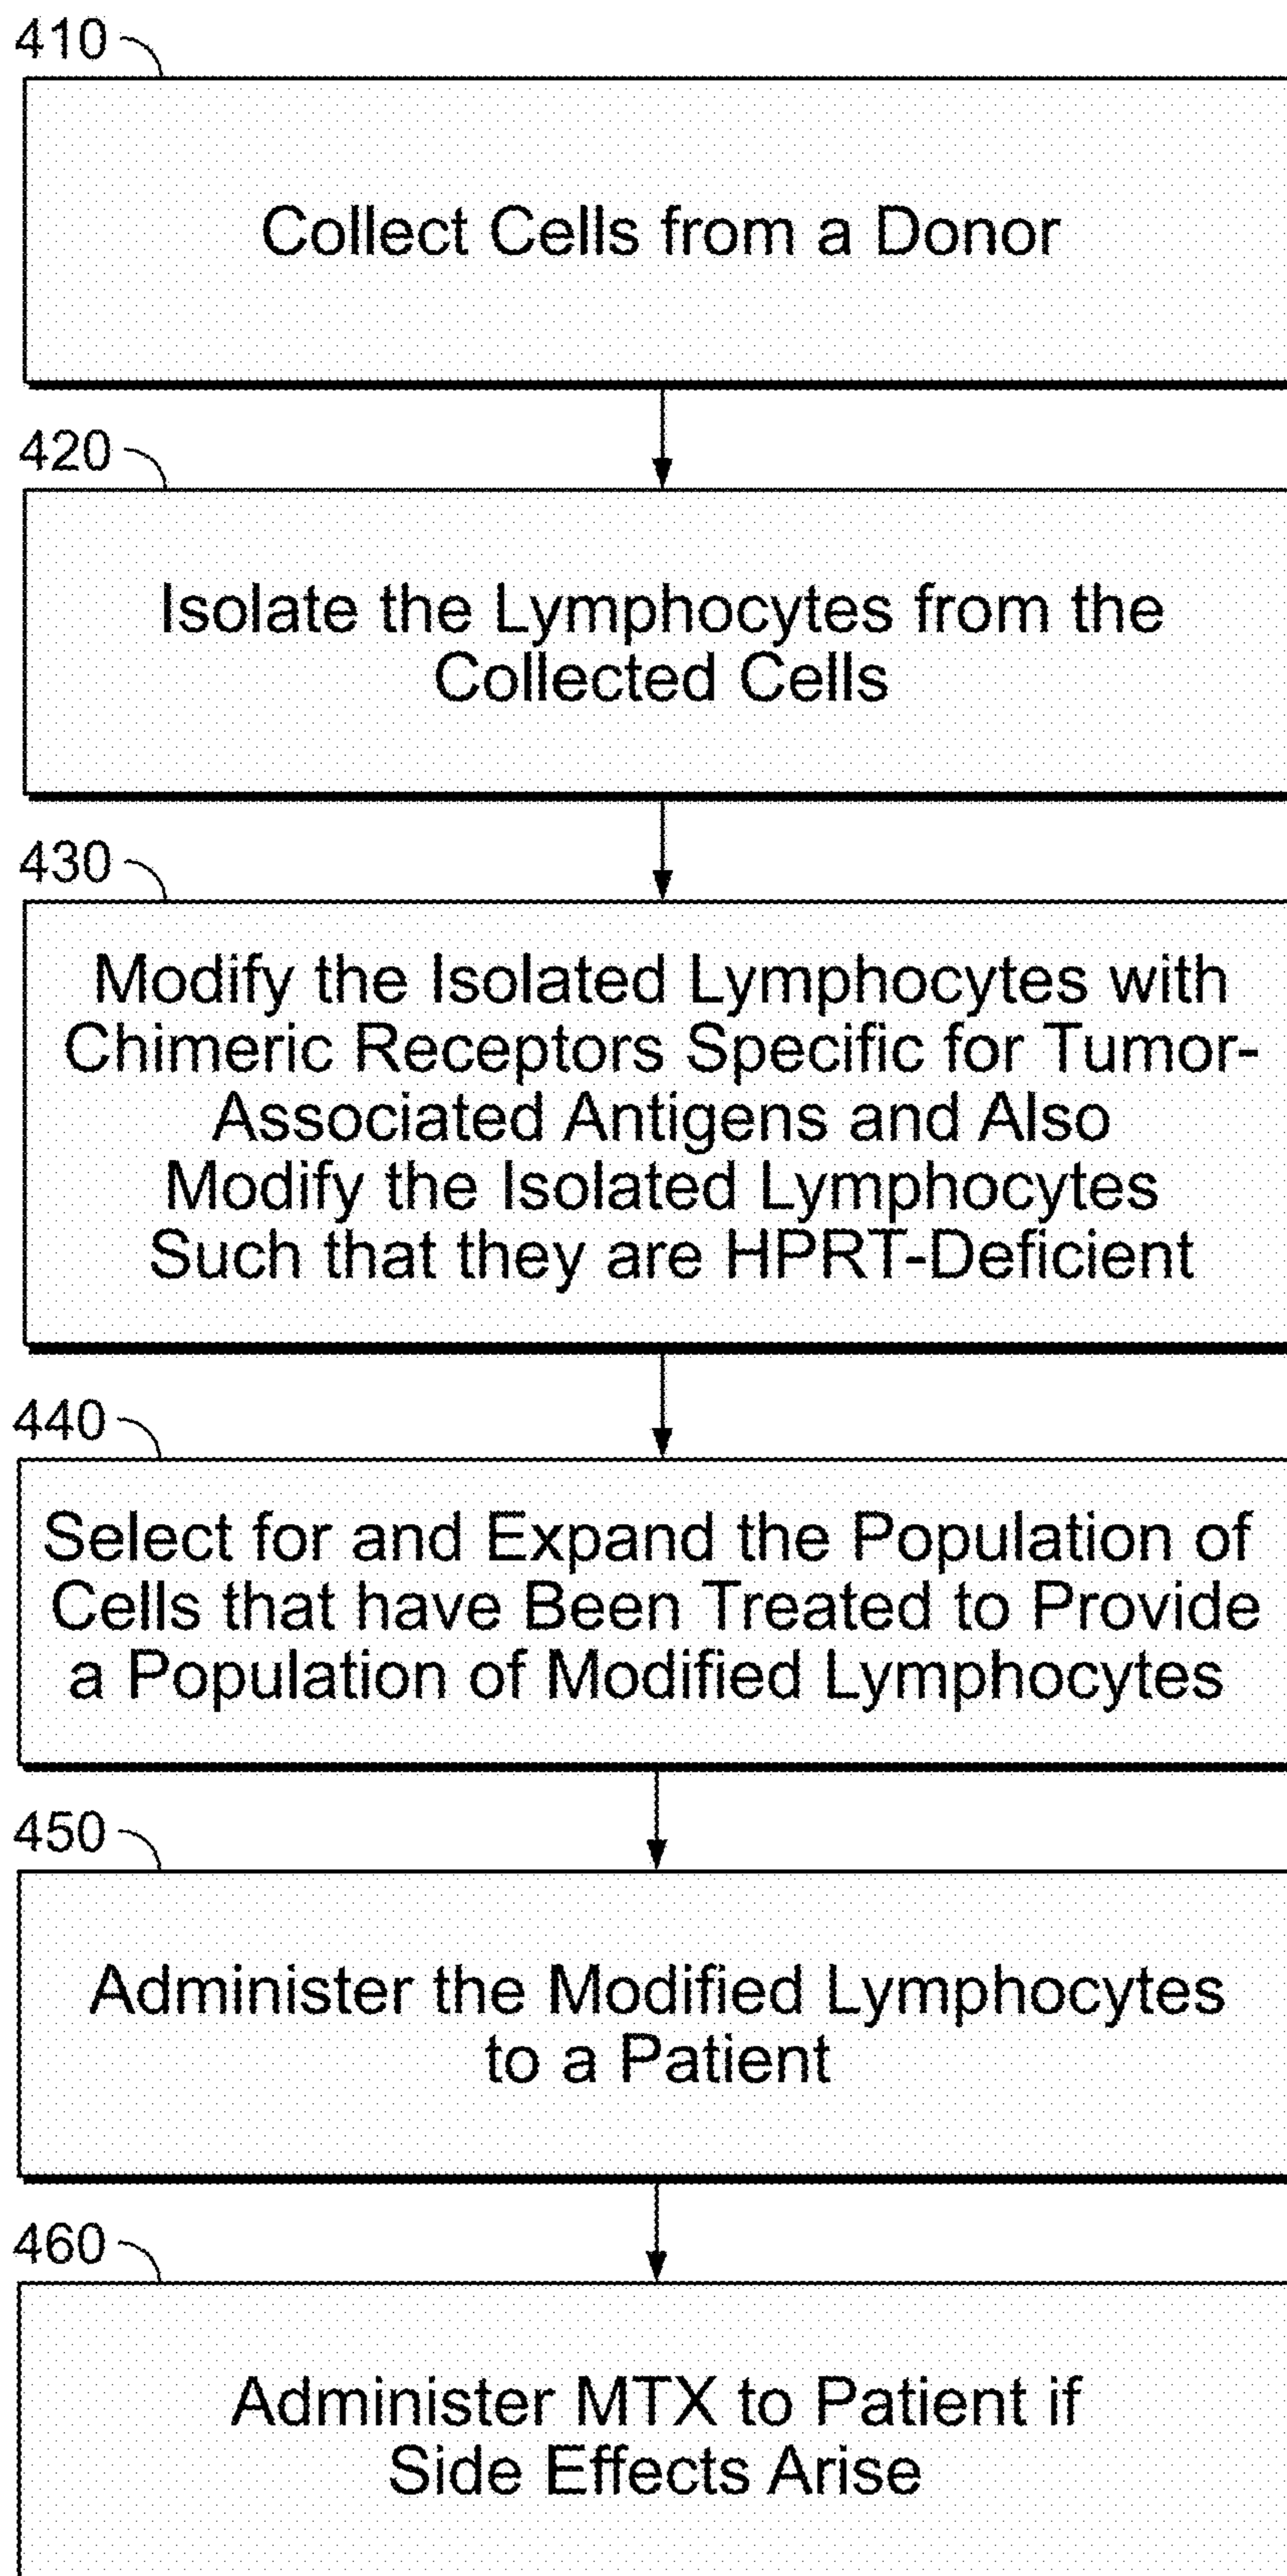 410
Collect Cells from a Donor
420
Isolate the Lymphocytes from the
Collected Cells
430
Modify the Isolated Lymphocytes with
Chimeric Receptors Specific for Tumor-
Associated Antigens and Also
Modify the Isolated Lymphocytes
Such that they are HPRT-Deficient
440
Select for and Expand the Population of
Cells that have Been Treated to Provide
a Population of Modified Lymphocytes
450
Administer the Modified Lymphocytes
to a Patient
460
Administer MTX to Patient if
Side Effects Arise